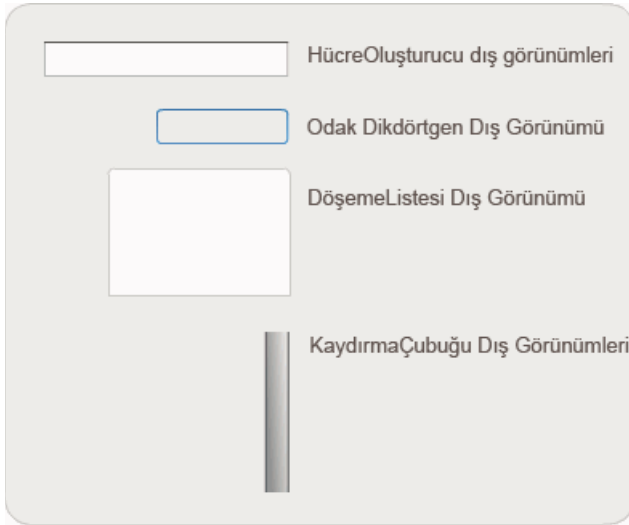 HücreOluşturucu dış görünümleri
Odak Dikdörtgen Dış Görünümü
DöşemeListesi Dış Görünümü
KaydırmaÇubuğu Dış Görünümleri